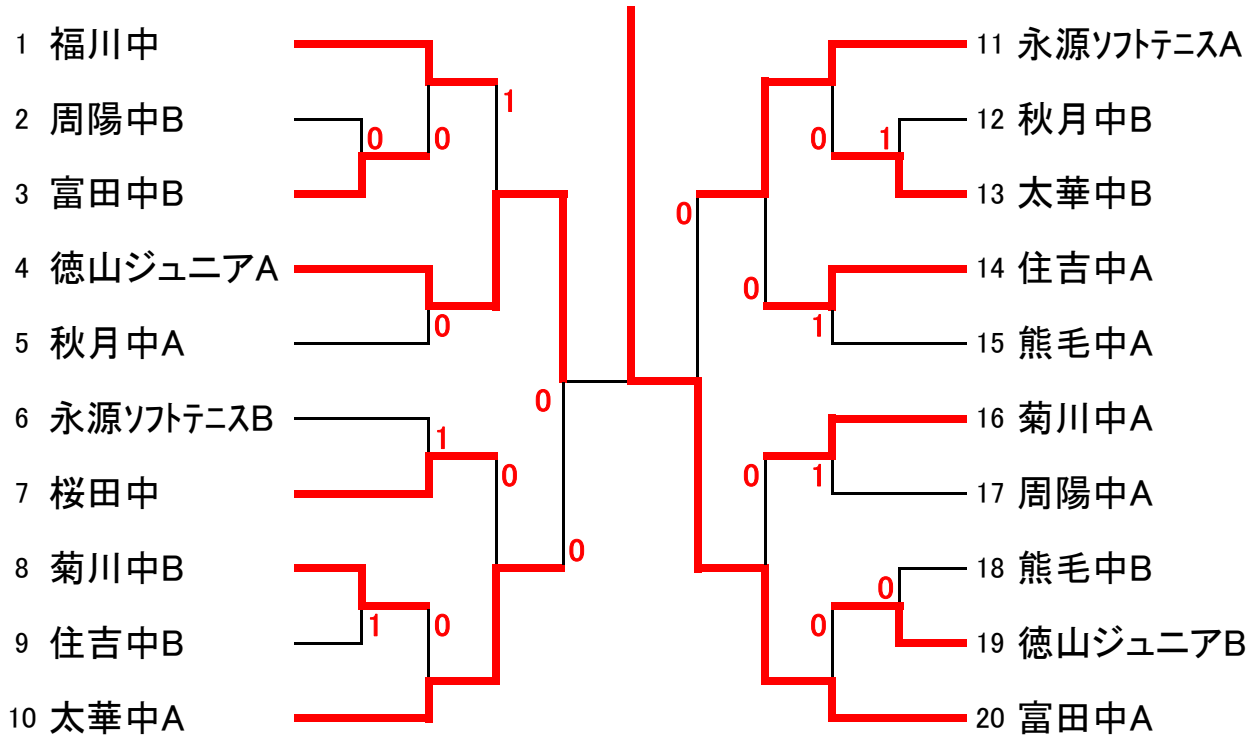 1 福川中
2 周陽中B
3 富田中B
4 徳山ジュニアA
5 秋月中A
6 永源ソフトテニスB
7 桜田中
8 菊川中B
9 住吉中B
10 太華中A
0
0
1
0
1
0
1
0
0
0
0
1
0
0
1
0
1
0
0
11 永源ソフトテニスA
12 秋月中B
13 太華中B
14 住吉中A
15 熊毛中A
16 菊川中A
17 周陽中A
18 熊毛中B
19 徳山ジュニアB
20 富田中A